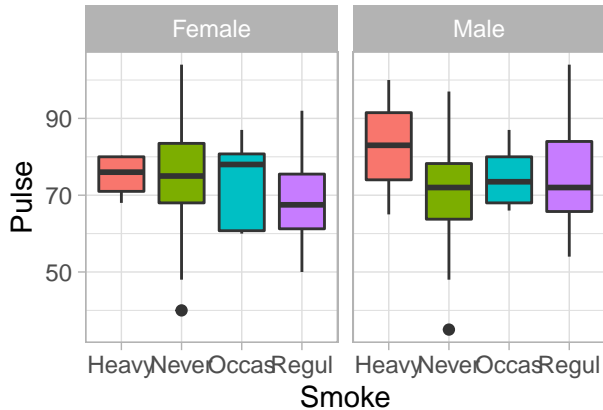 Female
Male
Pulse
90
70
50
Heavy Never Occas Regul
Heavy Never Occas Regul
Smoke